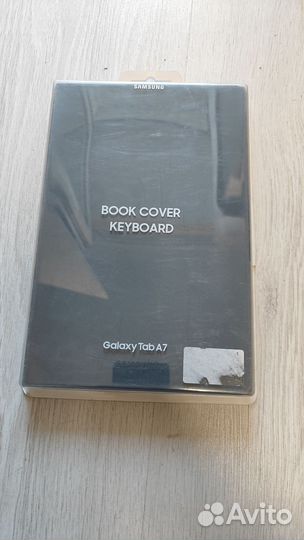 SAMSUNG
BOOK COVER
KEYBOARD
Galaxy Tab A7
Avito